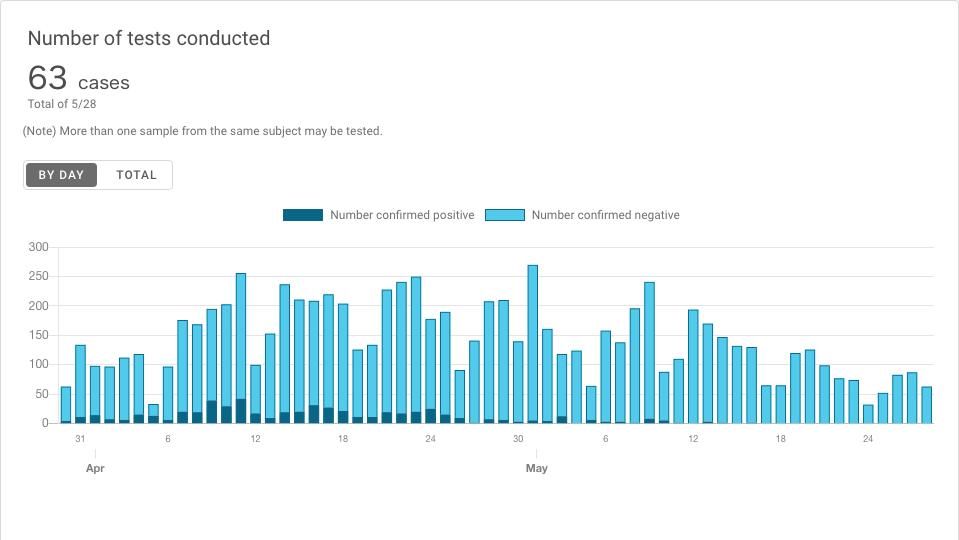 Number of tests conducted
63 cases
Total of 5/28
(Note) More than one sample from the same subject may be tested.
BY DAY TOTAL
Number confirmed positive Number confirmed negative
300
250
200
150
100
50
0
31 6 12 18 24 30 6 12 18 24
Apr May